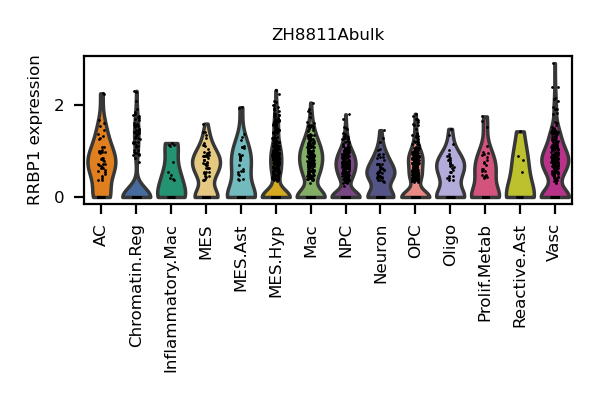 ZH8811Abulk
RRBP1 expression
2
0
AC
Chromatin.Reg
Inflammatory.Mac
MES
MES.Ast
MES.Hyp
Mac
NPC
Neuron
OPC
Oligo
Prolif.Metab
Reactive.Ast
Vasc